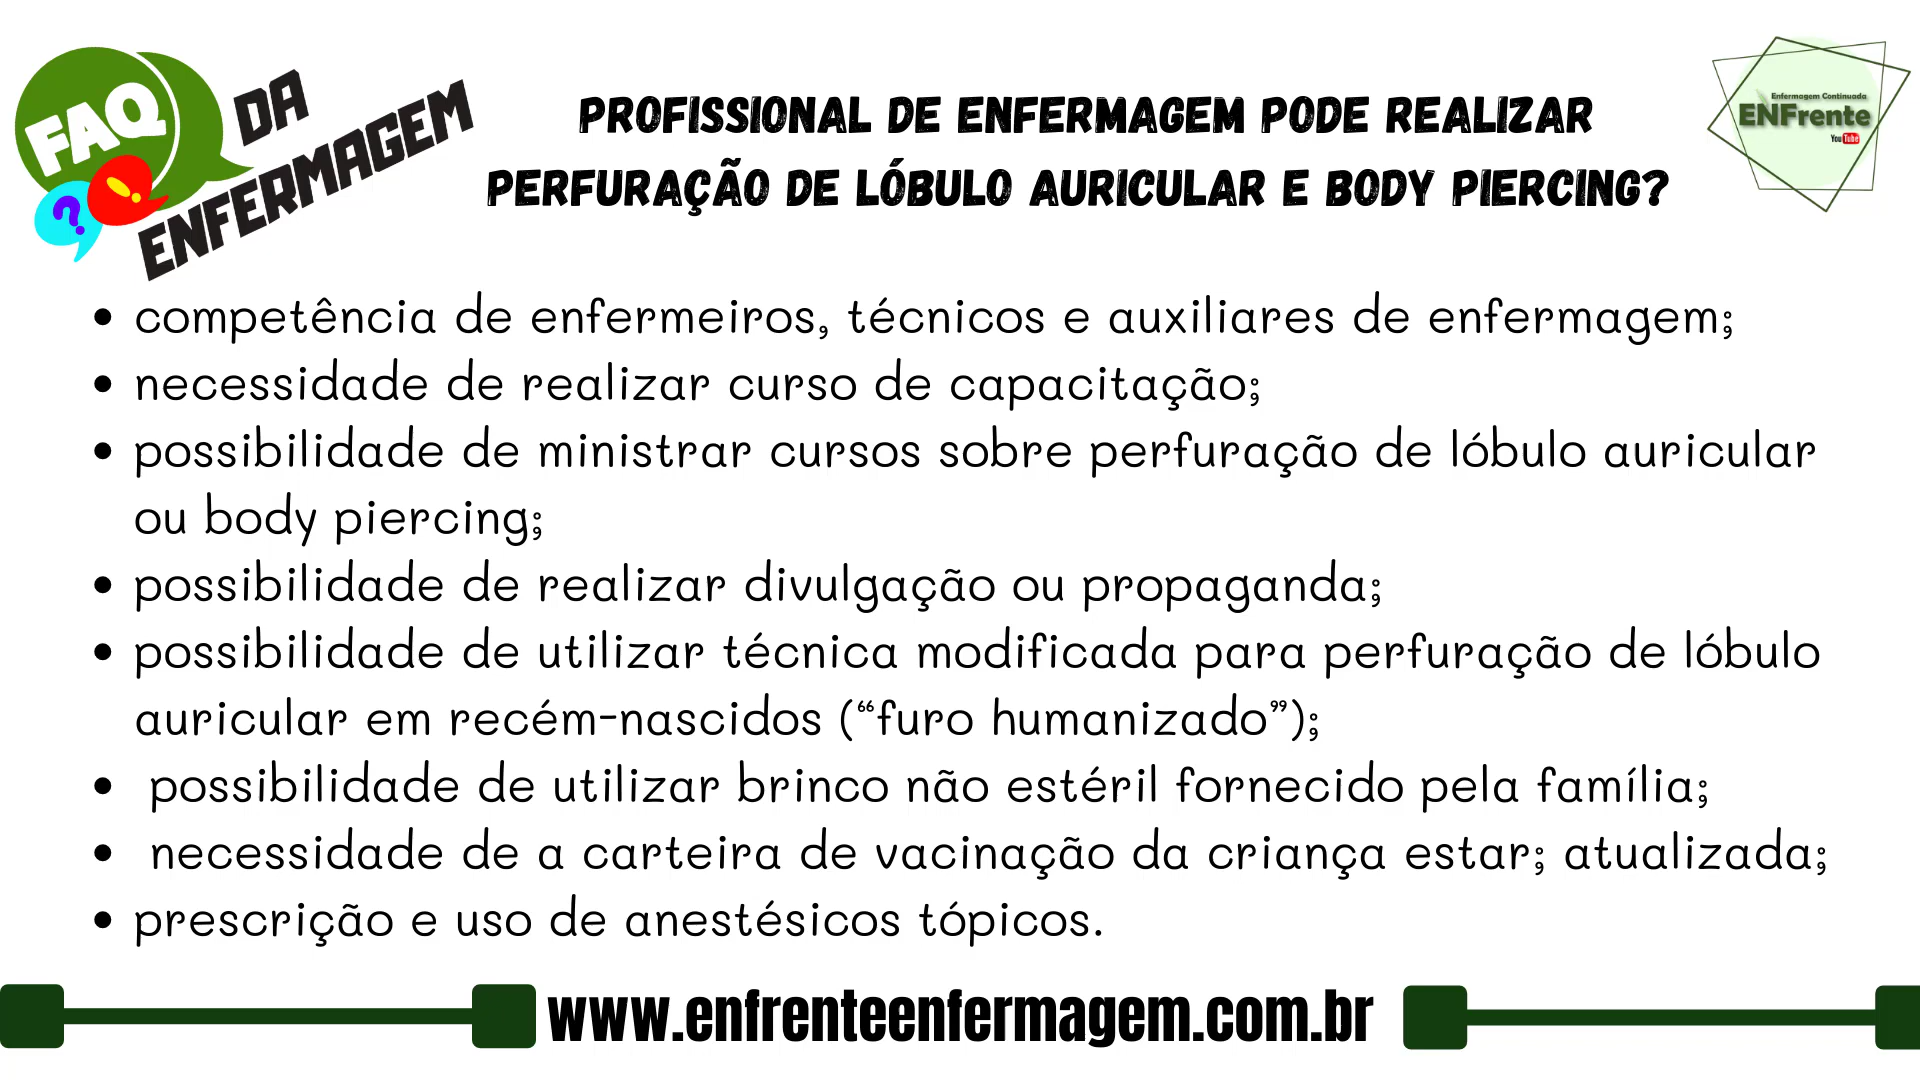 FAQ
DA
ENFERMAGEM
PROFISSIONAL DE ENFERMAGEM PODE REALIZAR
PERFURAÇÃO DE LÓBULO AURICULAR E BODY PIERCING?
Enfermagem Continuada
ENFrente
YouTube
• competência de enfermeiros, técnicos e auxiliares de enfermagem;
• necessidade de realizar curso de capacitação;
• possibilidade de ministrar cursos sobre perfuração de lóbulo auricular
ou body piercing;
• possibilidade de realizar divulgação ou propaganda;
• possibilidade de utilizar técnica modificada para perfuração de lóbulo
auricular em recém-nascidos (“furo humanizado”);
• possibilidade de utilizar brinco não estéril fornecido pela família;
• necessidade de a carteira de vacinação da criança estar; atualizada;
• prescrição e uso de anestésicos tópicos.
www.enfrenteenfermagem.com.br